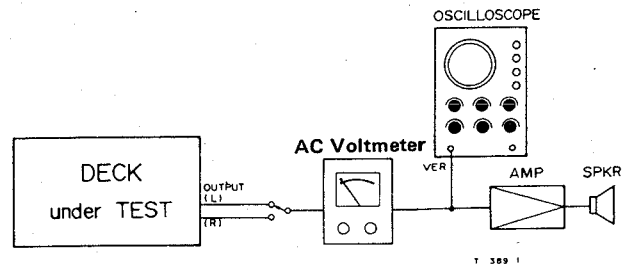 OSCILLOSCOPE
AC Voltmeter
DECK
under TEST
OUTPUT
(L)
(R)
VER
AMP
SPKR
T 389 1